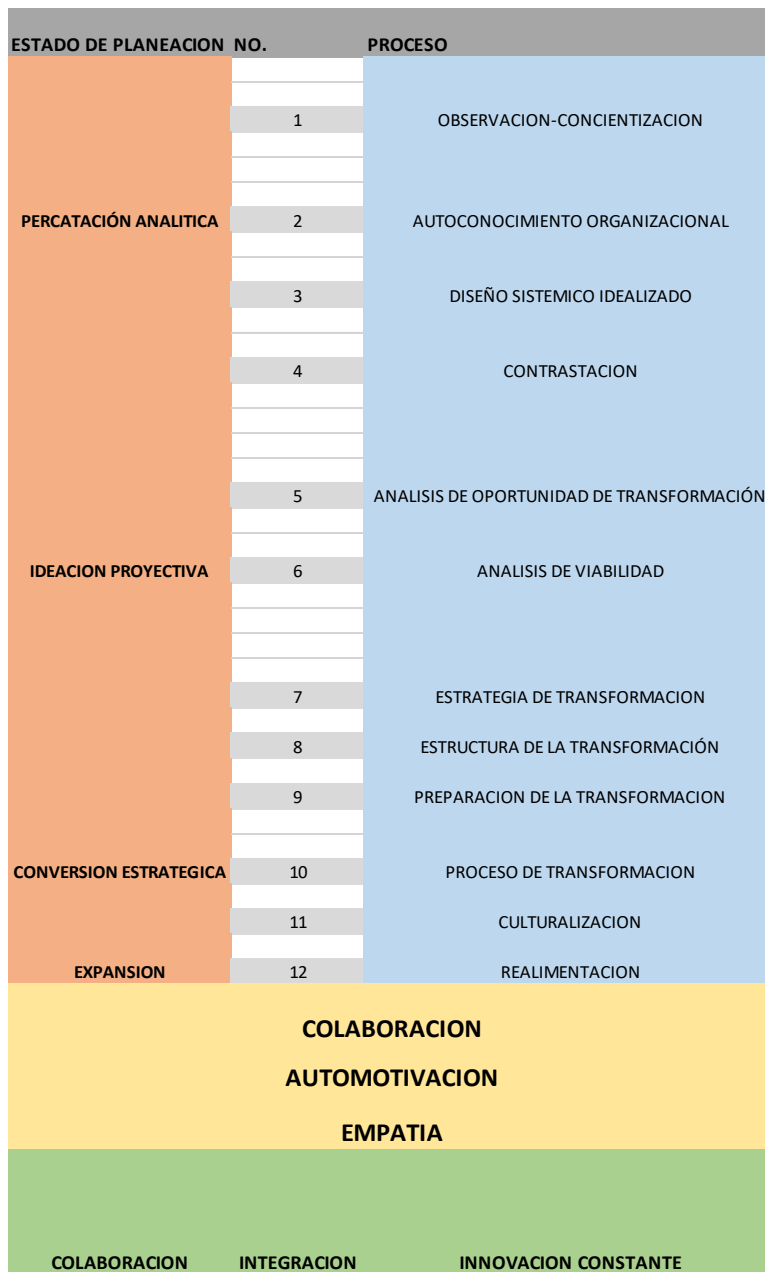 ESTADO DE PLANEACION NO. PROCESO
1 OBSERVACION-CONCIENTIZACION
PERCATACIÓN ANALITICA 2 AUTOCONOCIMIENTO ORGANIZACIONAL
3 DISEÑO SISTEMICO IDEALIZADO
4 CONTRASTACION
5 ANALISIS DE OPORTUNIDAD DE TRANSFORMACIÓN
IDEACION PROYECTIVA 6 ANALISIS DE VIABILIDAD
7 ESTRATEGIA DE TRANSFORMACION
8 ESTRUCTURA DE LA TRANSFORMACIÓN
9 PREPARACION DE LA TRANSFORMACION
CONVERSION ESTRATEGICA 10 PROCESO DE TRANSFORMACION
11 CULTURALIZACION
EXPANSION 12 REALIMENTACION
COLABORACION
AUTOMOTIVACION
EMPATIA
COLABORACION INTEGRACION INNOVACION CONSTANTE